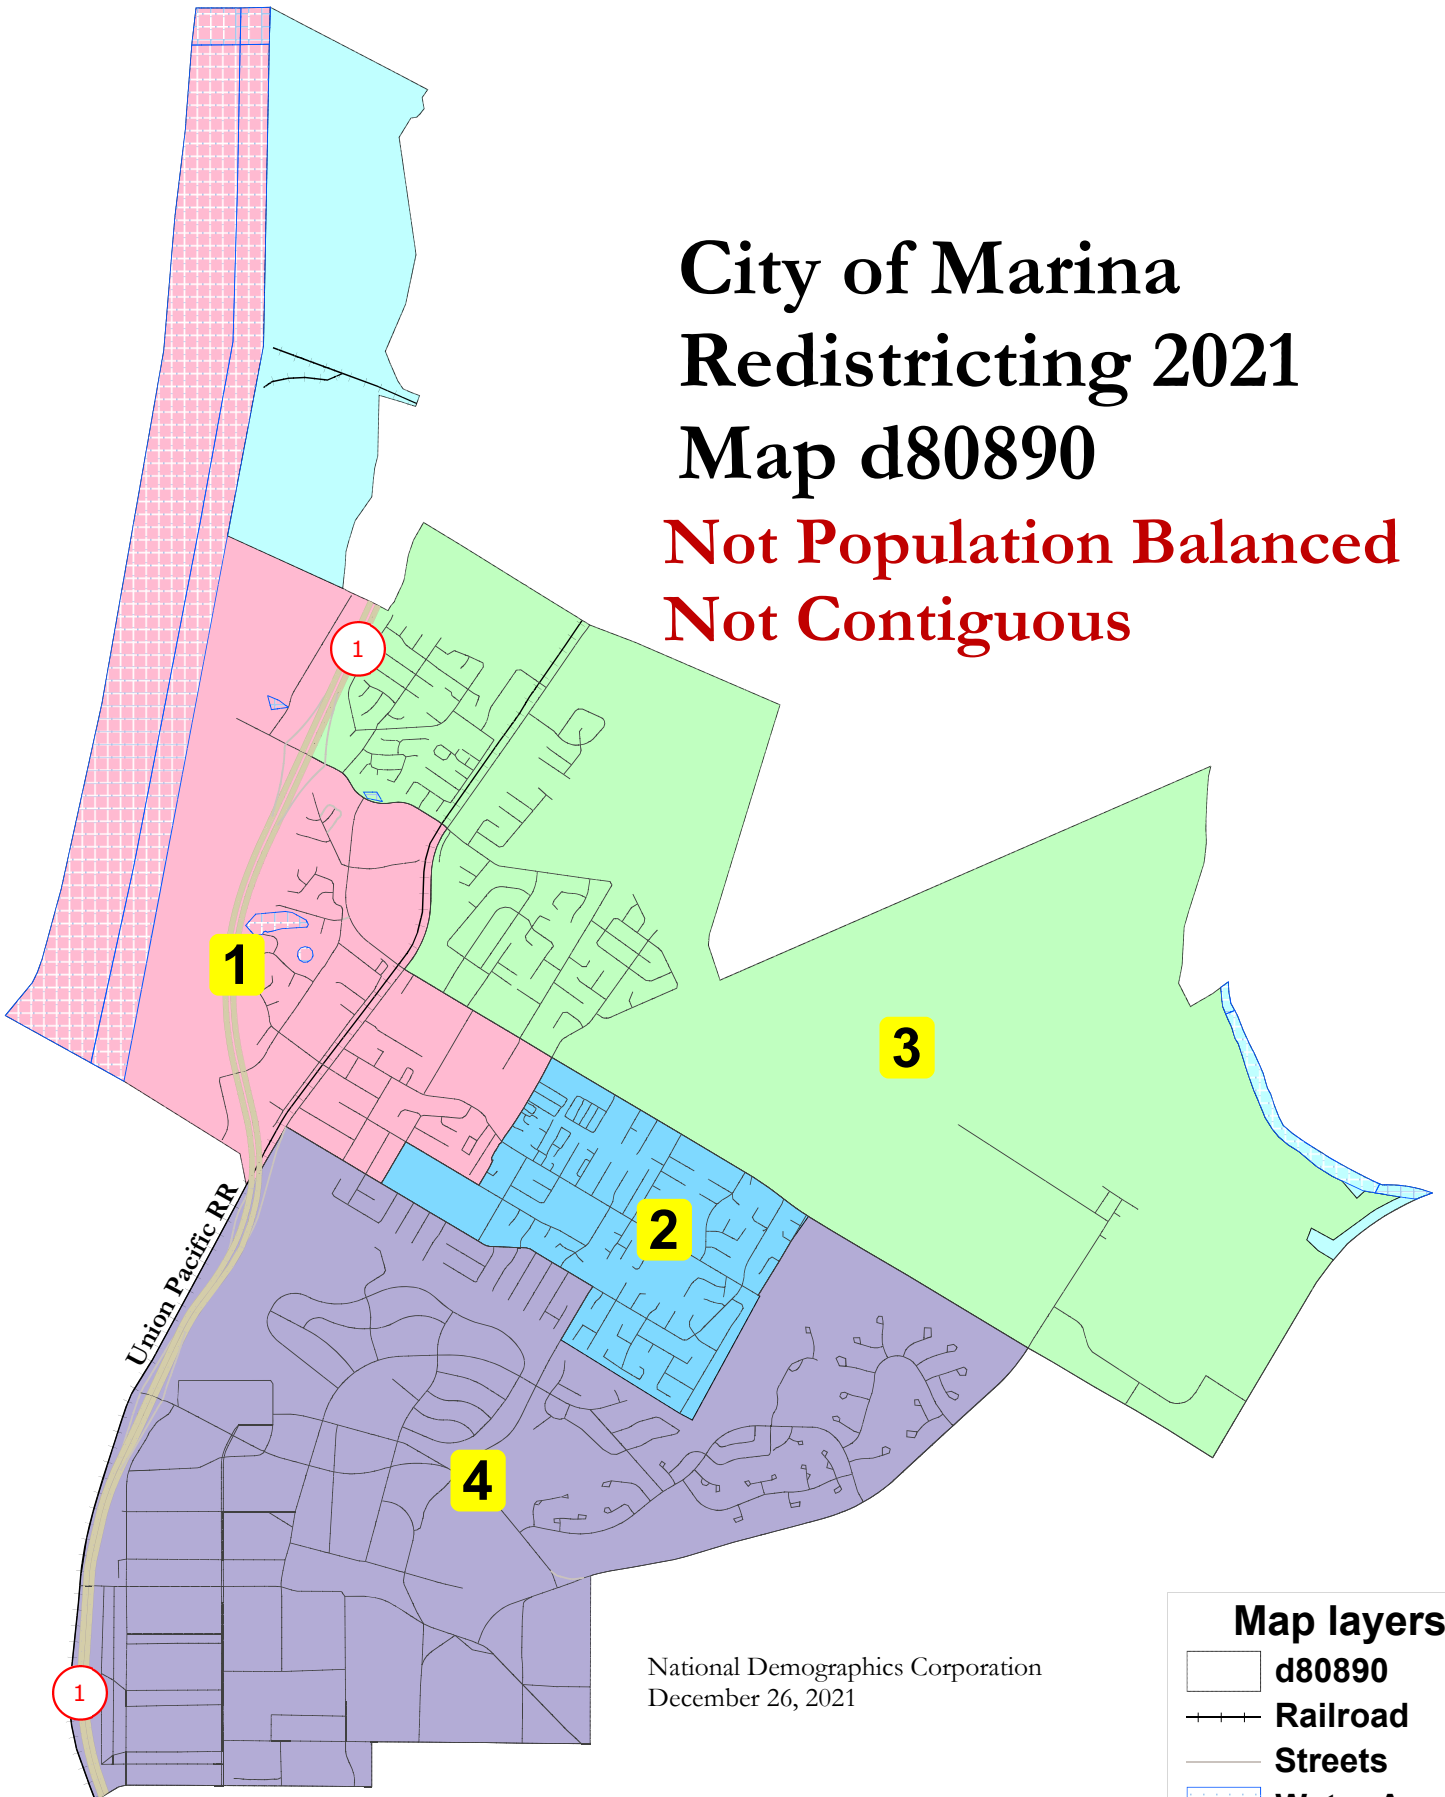 City of Marina
Redistricting 2021
Map d80890
Not Population Balanced
Not Contiguous
1
1
3
2
Union Pacific RR
4
1
National Demographics Corporation
December 26, 2021
Map layers
d80890
Railroad
Streets